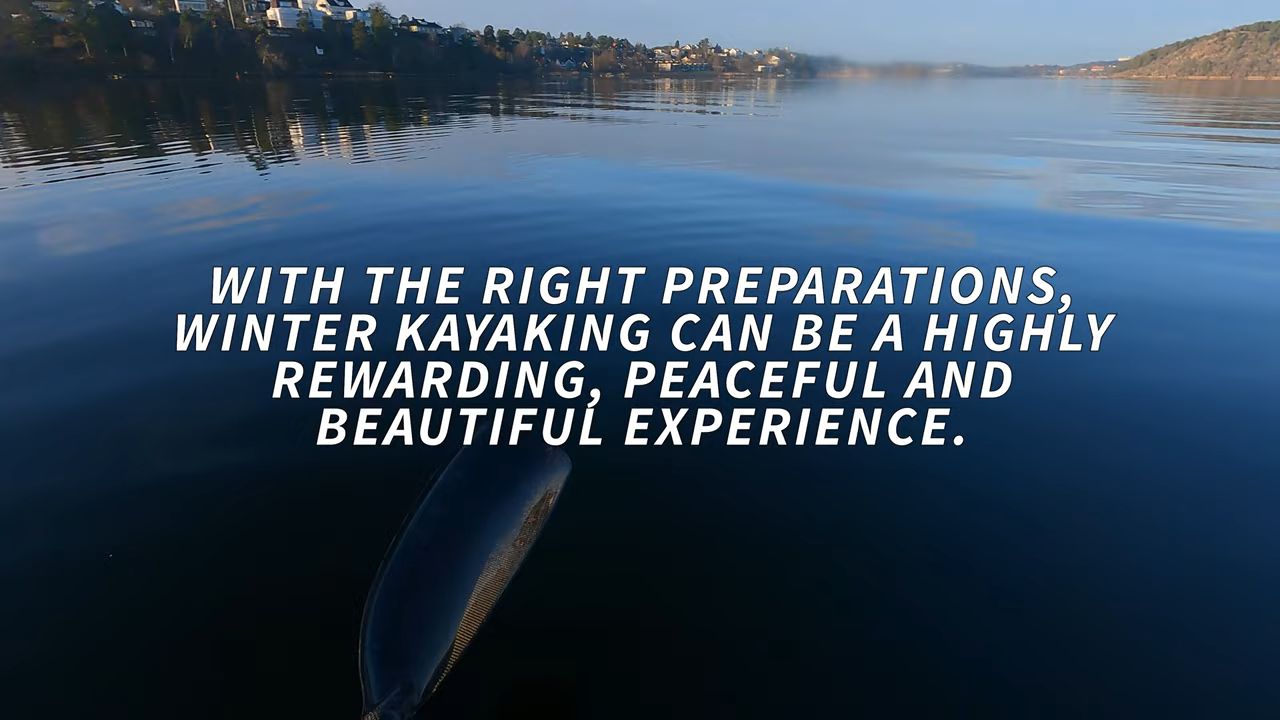 WITH THE RIGHT PREPARATIONS,
WINTER KAYAKING CAN BE A HIGHLY
REWARDING, PEACEFUL AND
BEAUTIFUL EXPERIENCE.